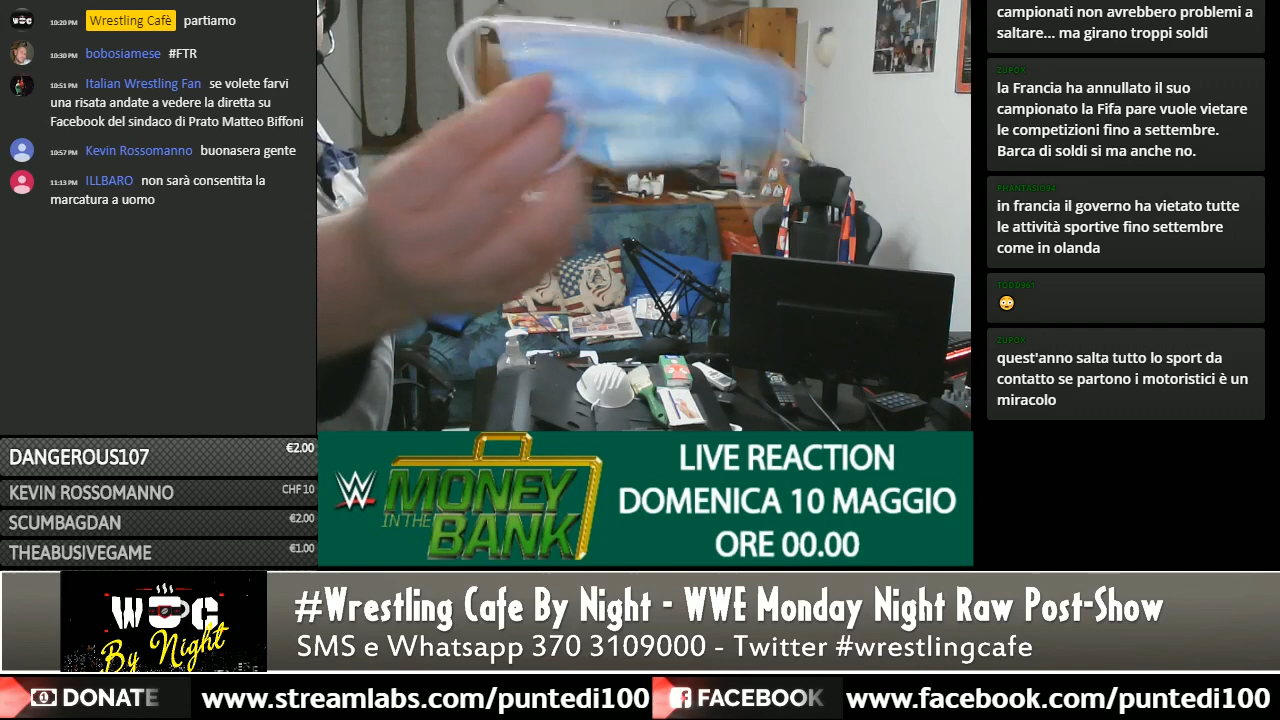 10:20 PM Wrestling Cafè partiamo
10:30 PM bobosiamese #FTR
10:51 PM Italian Wrestling Fan se volete farvi
una risata andate a vedere la diretta su
Facebook del sindaco di Prato Matteo Biffoni
10:57 PM Kevin Rossomanno buonasera gente
11:13 PM ILLBARO non sarà consentita la
marcatura a uomo
DANGEROUS107 €2.00
KEVIN ROSSOMANNO CHF 10
SCUMBAGDAN €2.00
THEABUSIVEGAME €1.00
campionati non avrebbero problemi a
saltare... ma girano troppi soldi
ZUPOX
la Francia ha annullato il suo
campionato la Fifa pare vuole vietare
le competizioni fino a settembre.
Barca di soldi si ma anche no.
PHANTASIO94
in francia il governo ha vietato tutte
le attività sportive fino settembre
come in olanda
TODD961
😳
ZUPOX
quest'anno salta tutto lo sport da
contatto se partono i motoristici è un
miracolo
W MONEY
IN THE
BANK
LIVE REACTION
DOMENICA 10 MAGGIO
ORE 00.00
WC
By Night
#Wrestling Cafe By Night - WWE Monday Night Raw Post-Show
SMS e Whatsapp 370 3109000 - Twitter #wrestlingcafe
DONATE www.streamlabs.com/puntedi100 FACEBOOK www.facebook.com/puntedi100